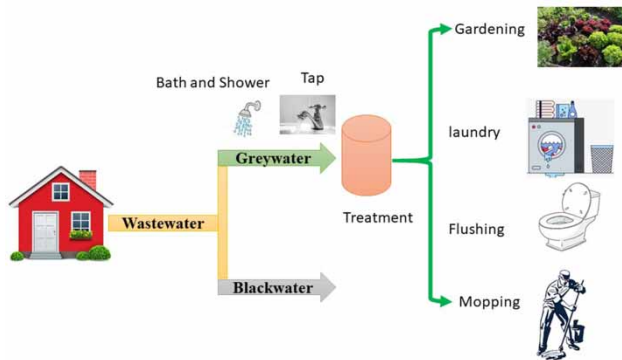 Gardening
Tap
Bath and Shower
laundry
Greywater
Treatment
Wastewater
Flushing
Blackwater
Mopping